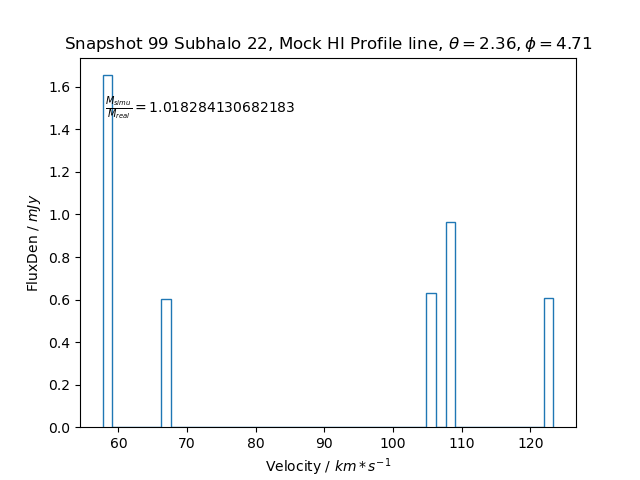 Snapshot 99 Subhalo 22, Mock HI Profile line, θ = 2.36, ϕ = 4.71
1.6
M_simu/M_real = 1.018284130682183
1.4
1.2
1.0
0.8
0.6
0.4
0.2
0.0
FluxDen / mJy
60 70 80 90 100 110 120
Velocity / km * s⁻¹